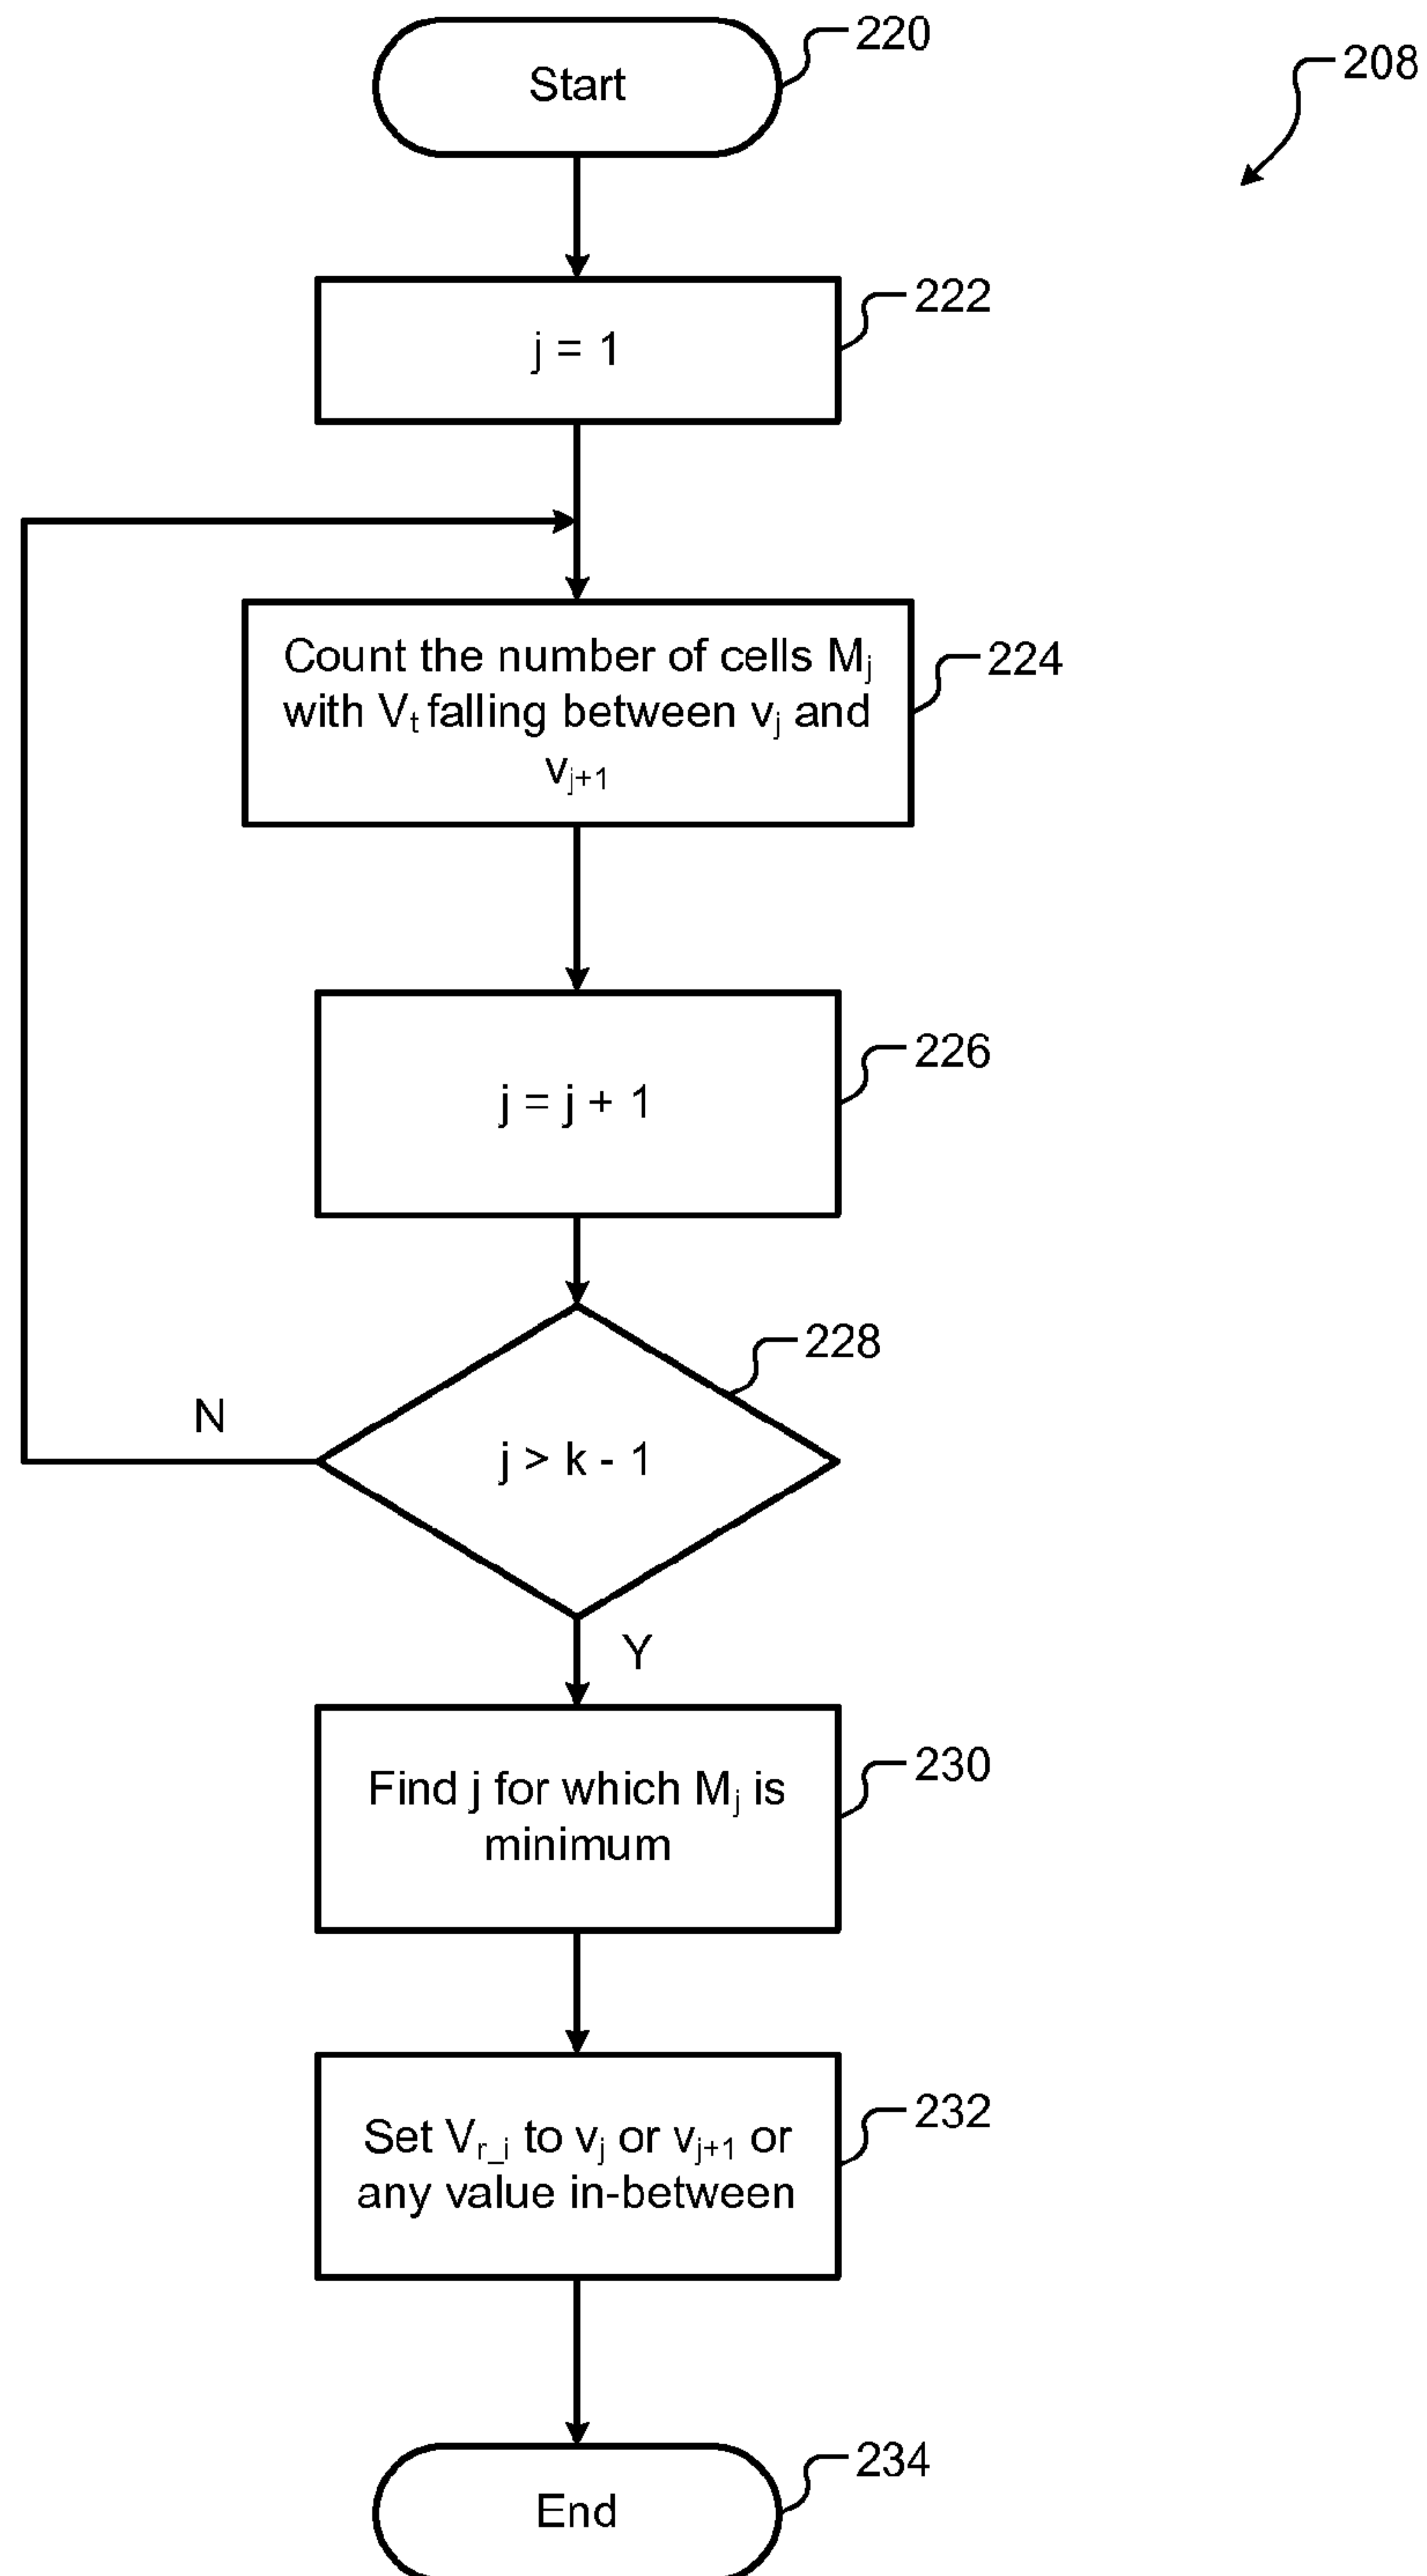 Start
220
208
j = 1
222
Count the number of cells Mj
with Vt falling between vj and
vj+1
224
j = j + 1
226
j > k - 1
228
N
Y
Find j for which Mj is
minimum
230
Set Vr_i to vj or vj+1 or
any value in-between
232
End
234